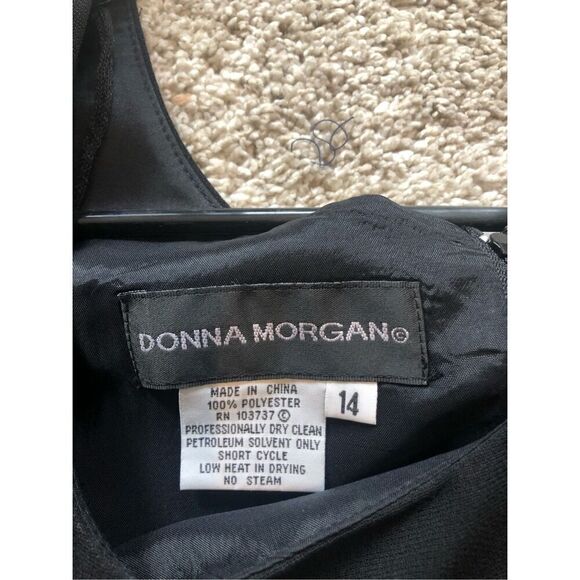 DONNA MORGAN©
MADE IN CHINA
100% POLYESTER
RN 103737 ©
PROFESSIONALLY DRY CLEAN
PETROLEUM SOLVENT ONLY
SHORT CYCLE
LOW HEAT IN DRYING
NO STEAM
14